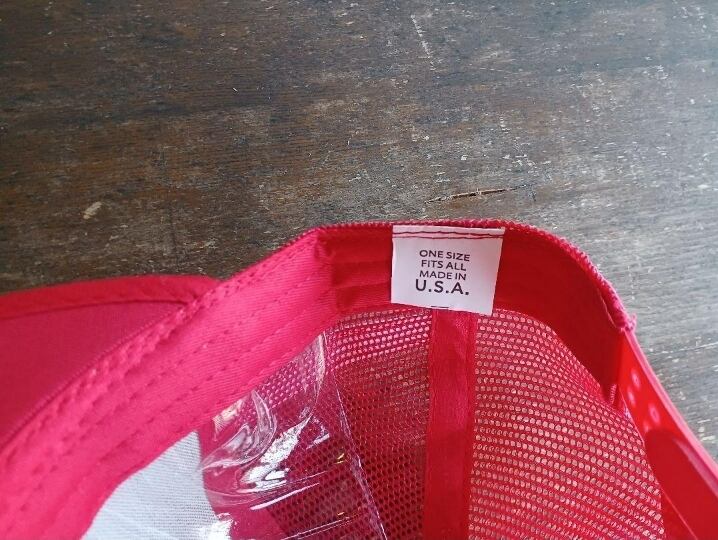 ONE SIZE
FITS ALL
MADE IN
U.S.A.